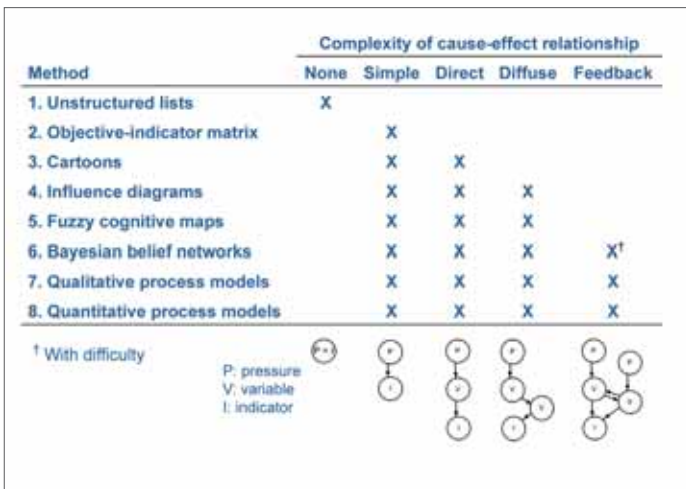 Complexity of cause-effect relationship
Method None Simple Direct Diffuse Feedback
1. Unstructured lists X
2. Objective-indicator matrix X
3. Cartoons X X
4. Influence diagrams X X X
5. Fuzzy cognitive maps X X X
6. Bayesian belief networks X X X X†
7. Qualitative process models X X X X
8. Quantitative process models X X X X
† With difficulty
P: pressure
V: variable
I: indicator